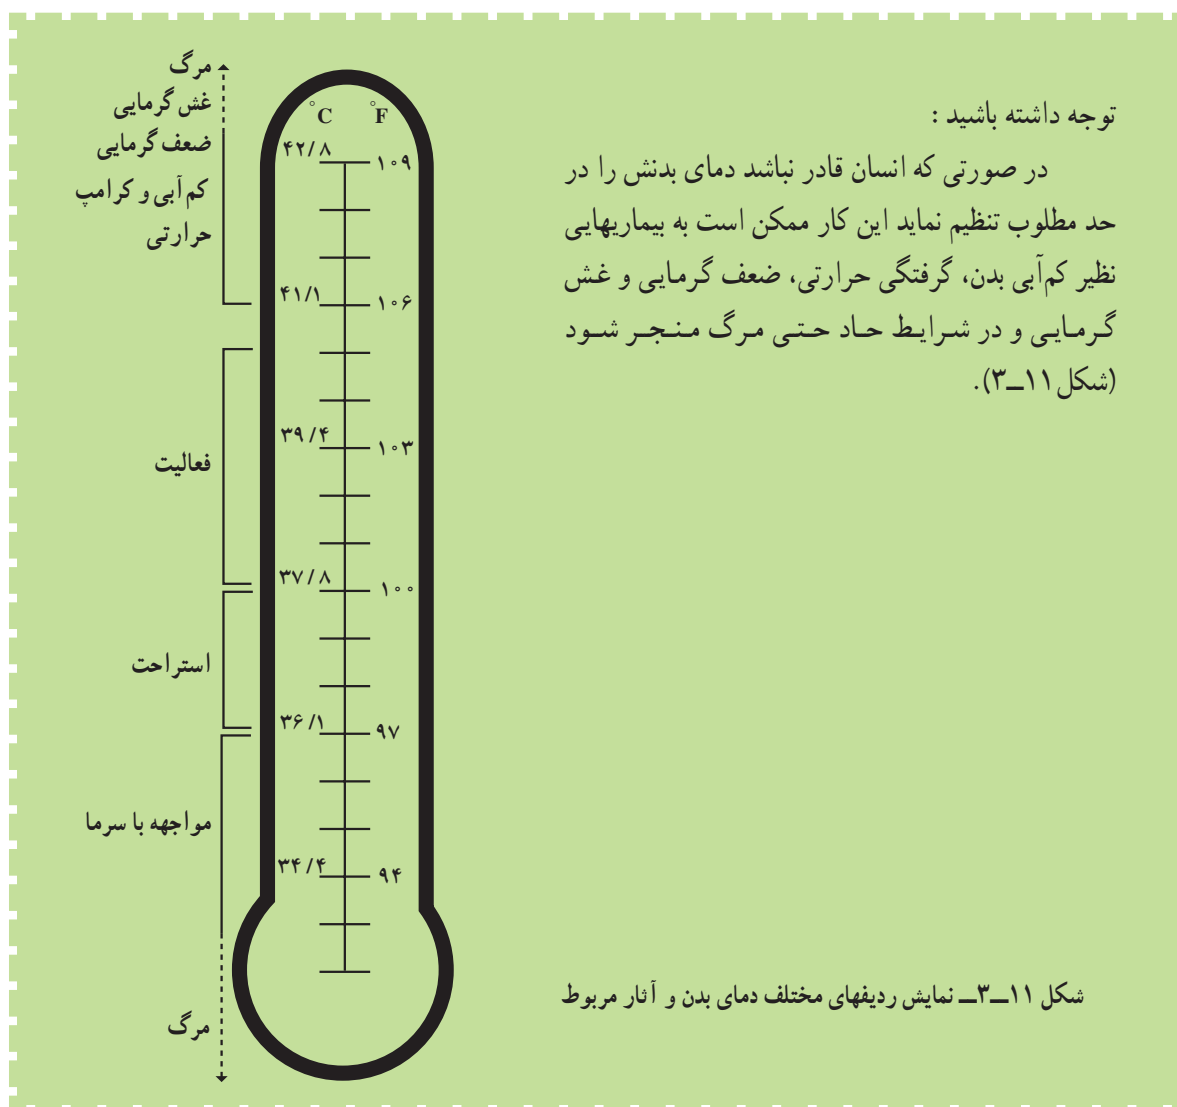 توجه داشته باشید :
در صورتی که انسان قادر نباشد دمای بدنش را در
حد مطلوب تنظیم نماید این کار ممکن است به بیماریهایی
نظیر کم‌آبی بدن، گرفتگی حرارتی، ضعف گرمایی و غش
گرمایی و در شرایط حاد حتی مرگ منجر شود
(شکل ۱۱ــ۳).
مرگ
غش گرمایی
ضعف گرمایی
کم‌آبی و کرامپ
حرارتی
فعالیت
استراحت
مواجهه با سرما
مرگ
°C °F
۴۲/۸ ۱۰۹
۴۱/۱ ۱۰۶
۳۹/۴ ۱۰۳
۳۷/۸ ۱۰۰
۳۶/۱ ۹۷
۳۴/۴ ۹۴
شکل ۱۱ــ۳ــ نمایش ردیفهای مختلف دمای بدن و آثار مربوط